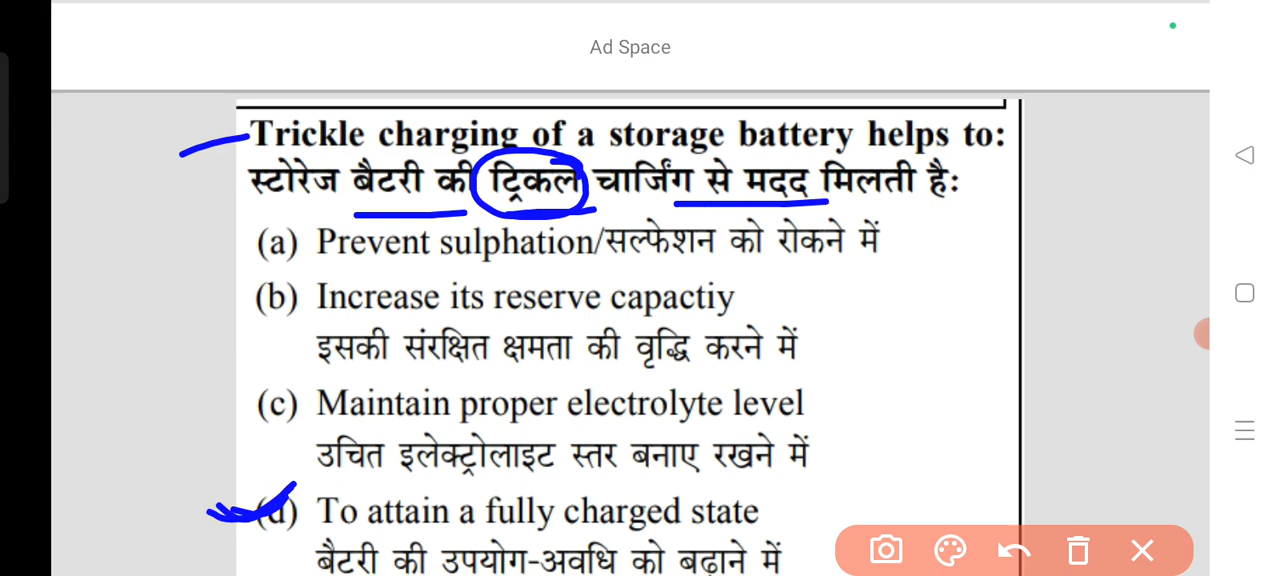 Ad Space
Trickle charging of a storage battery helps to:
स्टोरेज बैटरी की ट्रिकल चार्जिंग से मदद मिलती है:
(a) Prevent sulphation/सल्फेशन को रोकने में
(b) Increase its reserve capactiy
इसकी संरक्षित क्षमता की वृद्धि करने में
(c) Maintain proper electrolyte level
उचित इलेक्ट्रोलाइट स्तर बनाए रखने में
(d) To attain a fully charged state
बैटरी की उपयोग-अवधि को बढ़ाने में